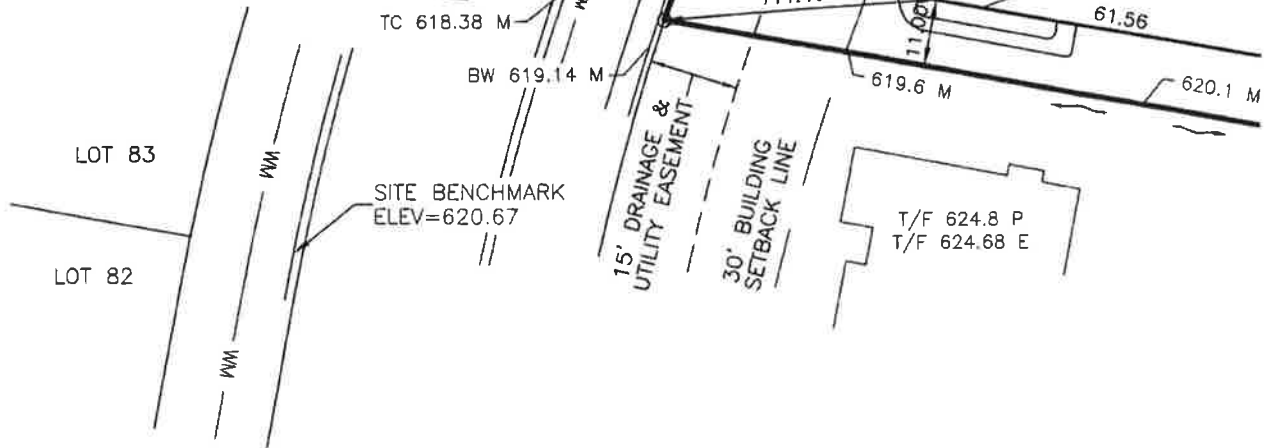 TC 618.38 M
61.56
11.00'
BW 619.14 M
619.6 M
620.1 M
LOT 83
WM
SITE BENCHMARK
ELEV=620.67
15' DRAINAGE &
UTILITY EASEMENT
30' BUILDING
SETBACK LINE
T/F 624.8 P
T/F 624.68 E
LOT 82
WM